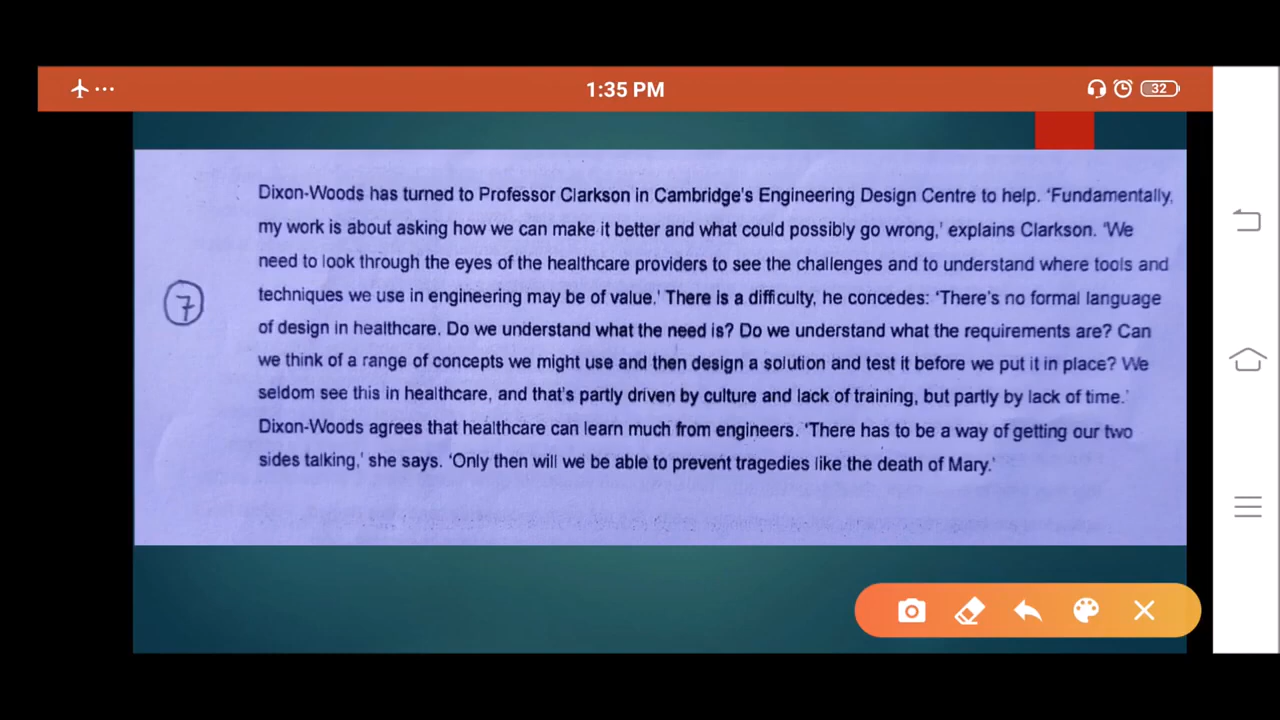 1:35 PM
32
Dixon-Woods has turned to Professor Clarkson in Cambridge's Engineering Design Centre to help. 'Fundamentally,
my work is about asking how we can make it better and what could possibly go wrong,' explains Clarkson. 'We
need to look through the eyes of the healthcare providers to see the challenges and to understand where tools and
techniques we use in engineering may be of value.' There is a difficulty, he concedes: 'There's no formal language
of design in healthcare. Do we understand what the need is? Do we understand what the requirements are? Can
we think of a range of concepts we might use and then design a solution and test it before we put it in place? We
seldom see this in healthcare, and that's partly driven by culture and lack of training, but partly by lack of time.'
Dixon-Woods agrees that healthcare can learn much from engineers. 'There has to be a way of getting our two
sides talking,' she says. 'Only then will we be able to prevent tragedies like the death of Mary.'
7